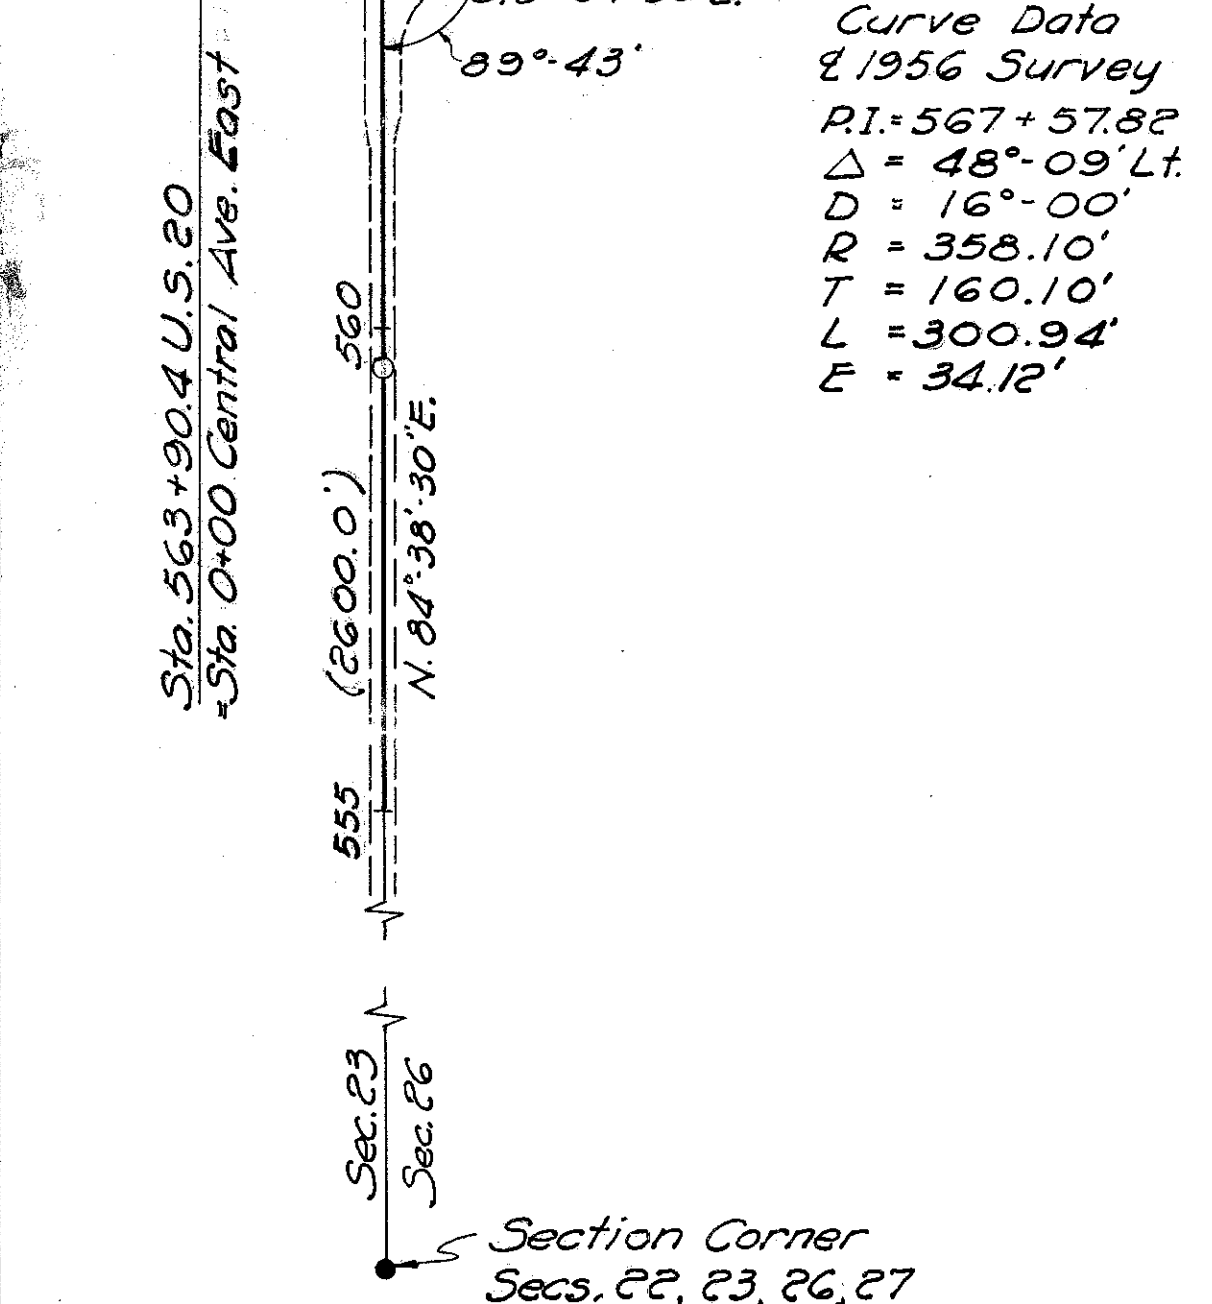 89°-43'
Curve Data
℄ 1956 Survey
P.I.=567+57.82
Δ = 48°-09' Lt.
D = 16°-00'
R = 358.10'
T = 160.10'
L = 300.94'
E = 34.12'
Sta. 563+90.4 U.S. 20
=Sta. 0+00 Central Ave. East
560
(2600.0')
N. 84°-38'-30"E.
555
Sec. 23
Sec. 26
Section Corner
Secs. 22, 23, 26, 27